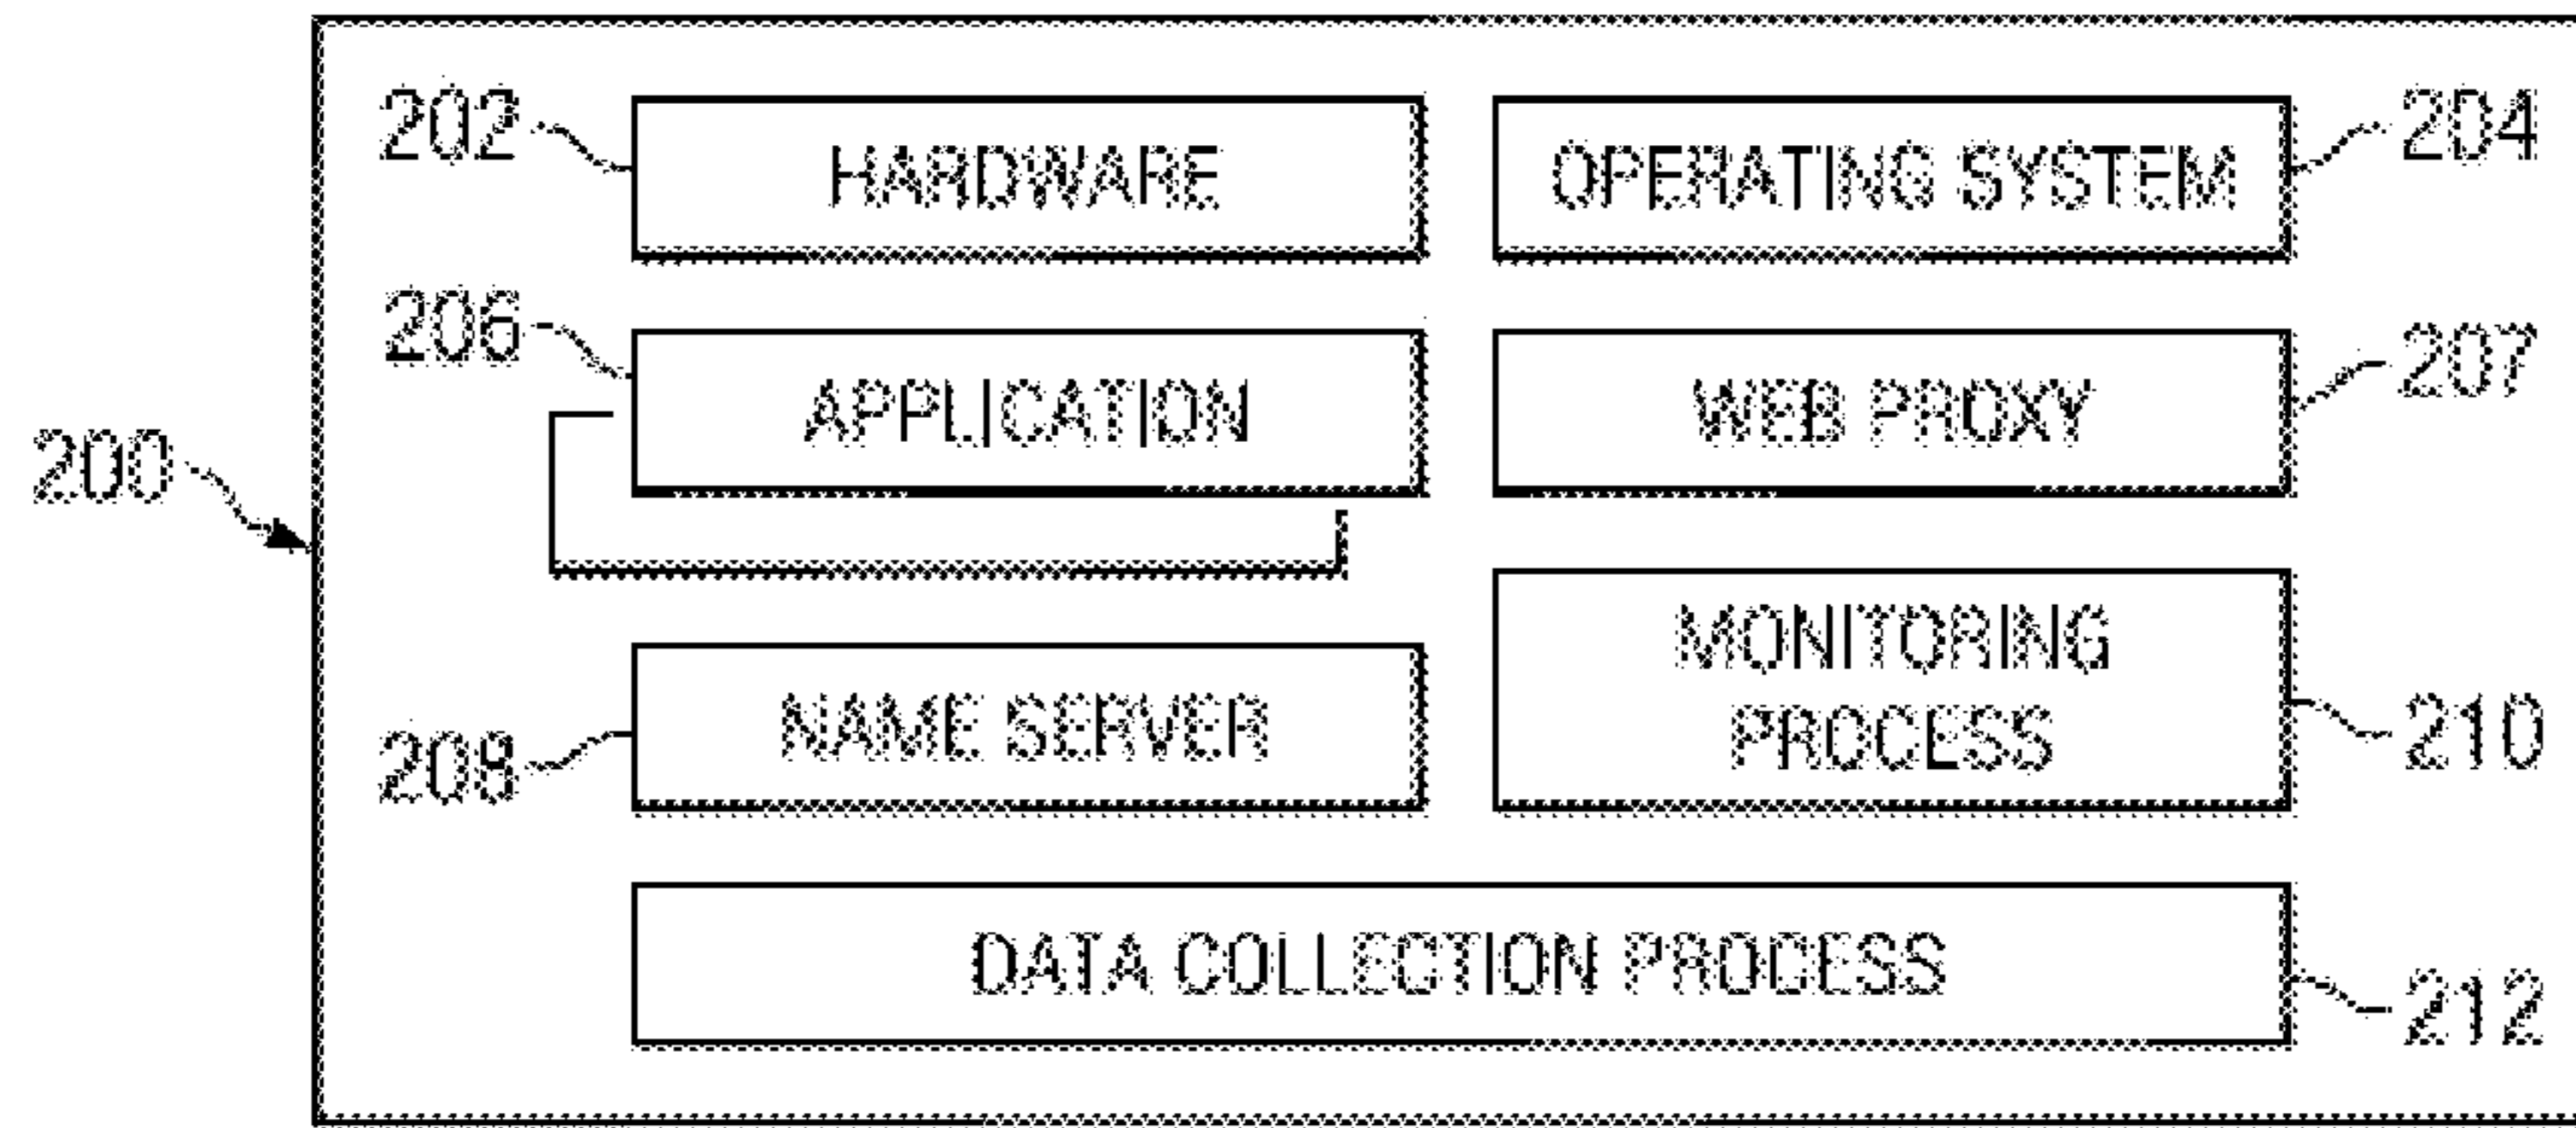 202 HARDWARE OPERATING SYSTEM 204
206 APPLICATION WEB PROXY 207
200
208 NAME SERVER MONITORING PROCESS 210
DATA COLLECTION PROCESS 212